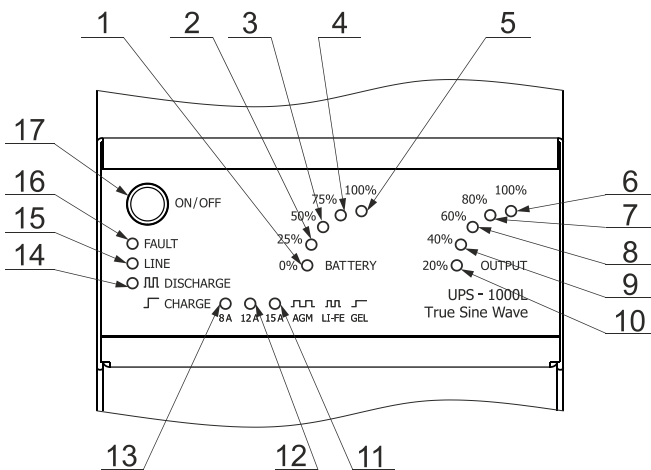 1 2 3 4 5
17 16 15 14
ON/OFF
FAULT
LINE
DISCHARGE
CHARGE
8A 12A 15A AGM LI-FE GEL
0% 25% 50% 75% 100%
BATTERY
20% 40% 60% 80% 100%
OUTPUT
UPS - 1000L
True Sine Wave
6
7
8
9
10
13 12 11